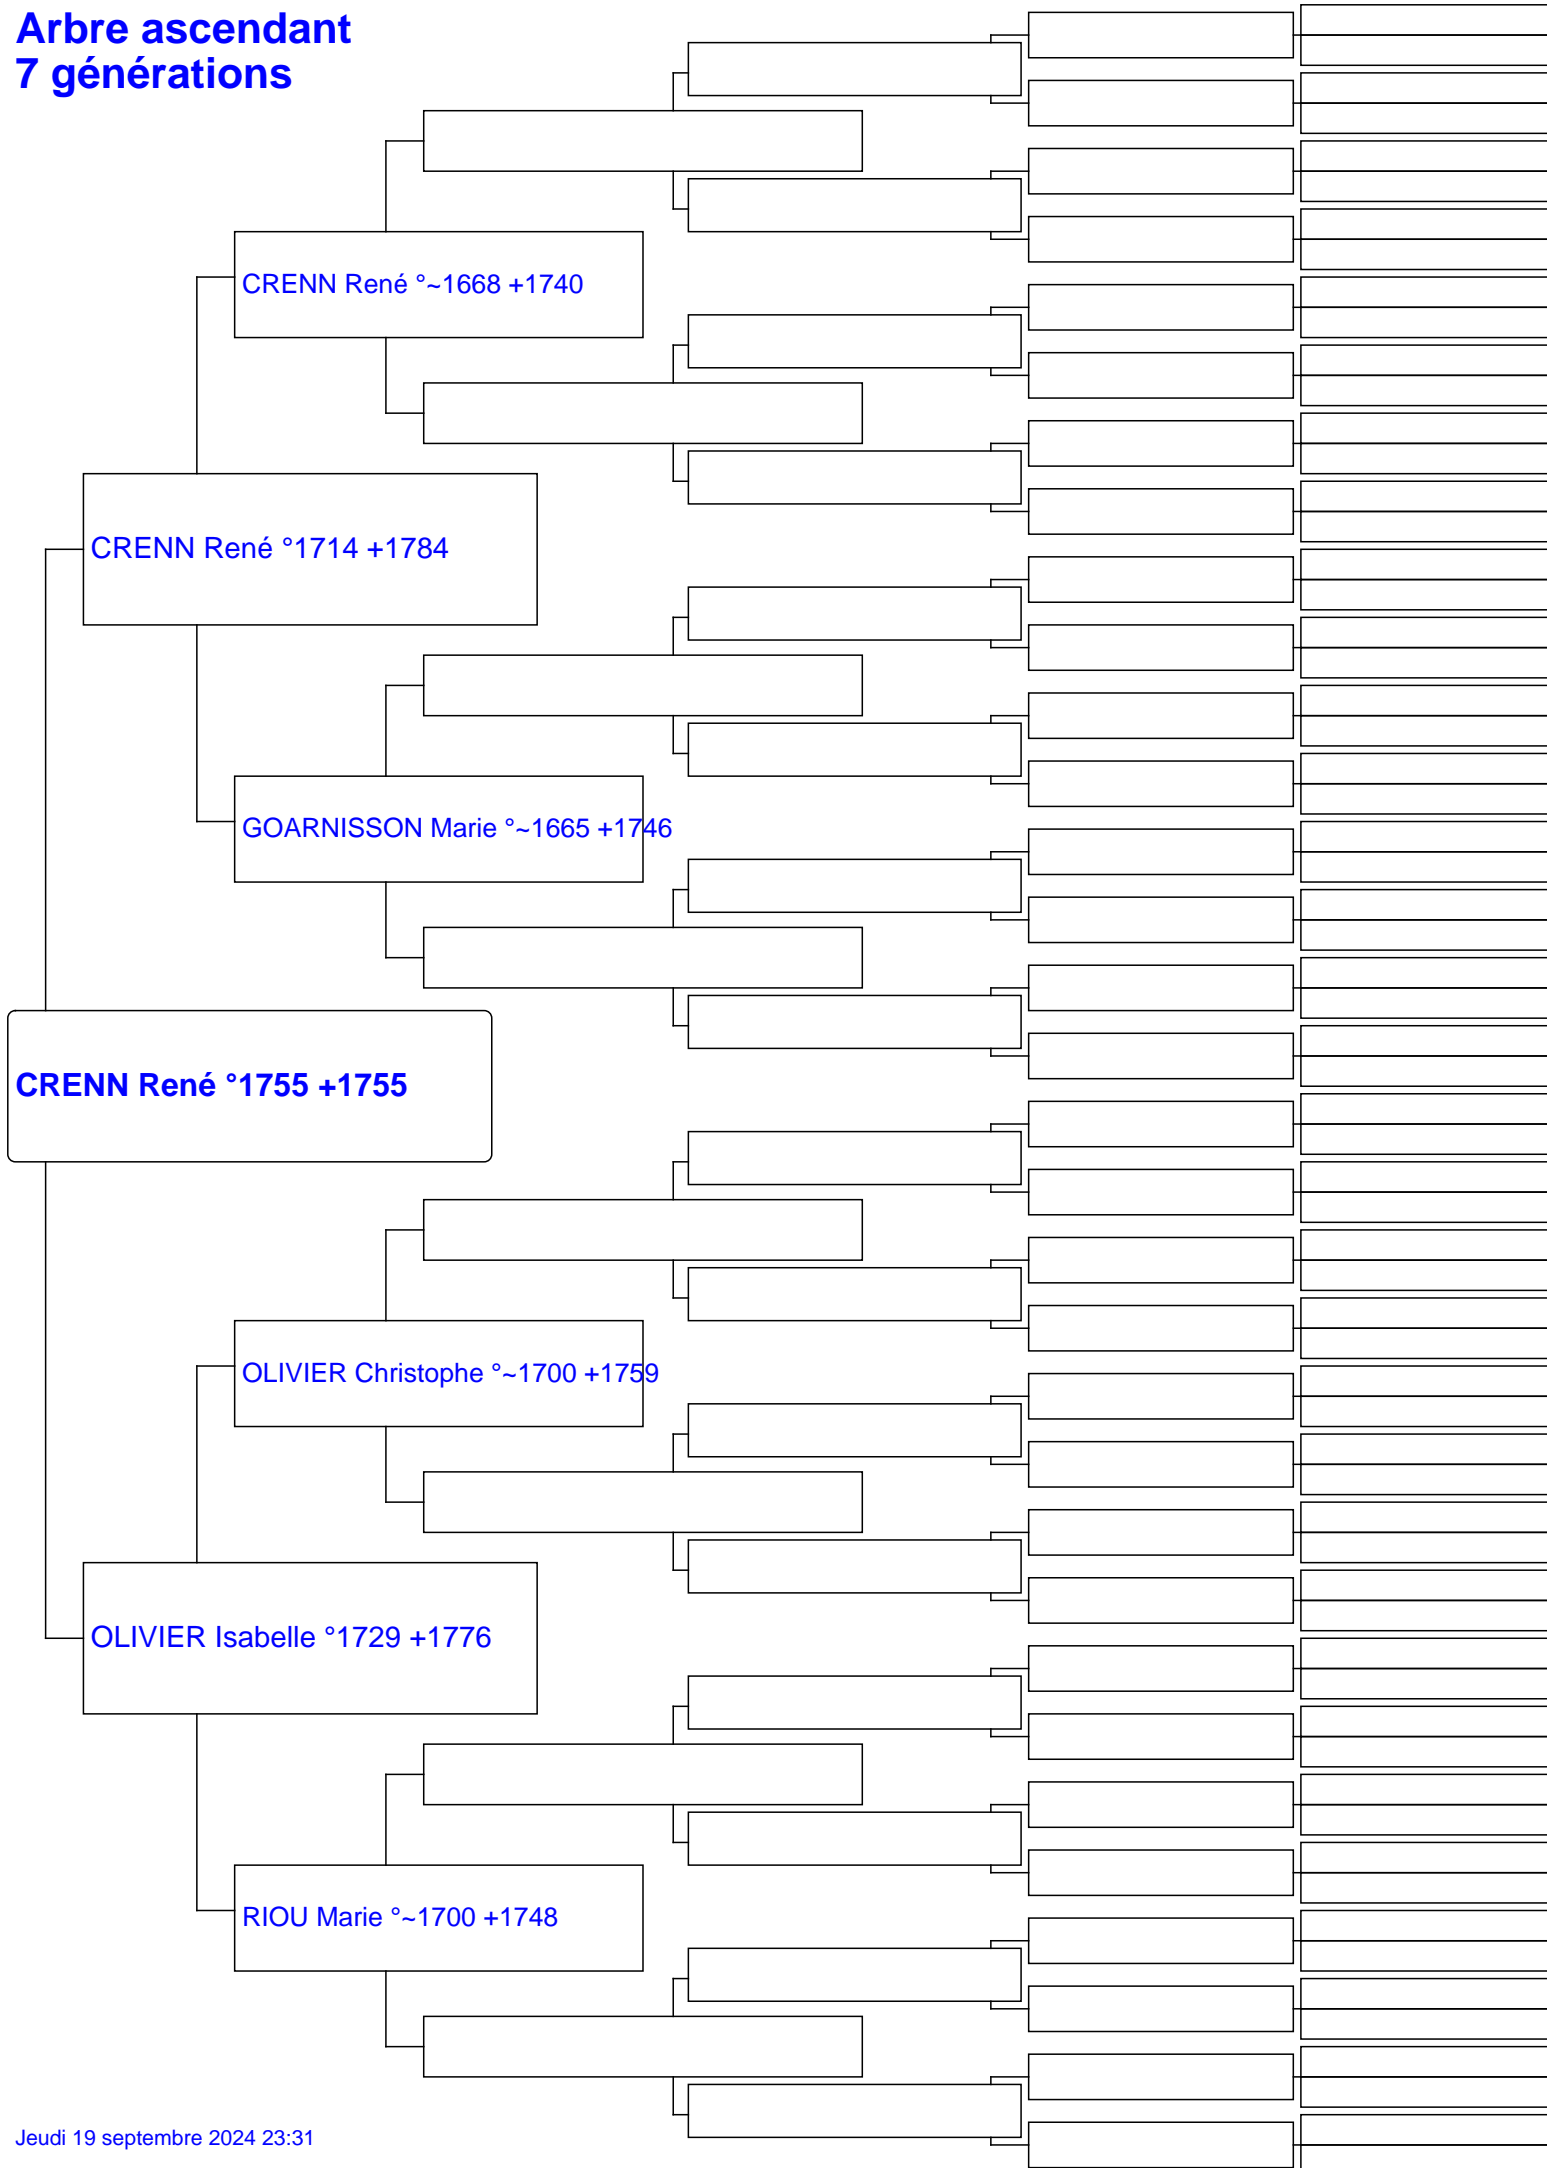 Arbre ascendant
7 générations
CRENN René °~1668 +1740
CRENN René °1714 +1784
GOARNISSON Marie °~1665 +1746
CRENN René °1755 +1755
OLIVIER Christophe °~1700 +1759
OLIVIER Isabelle °1729 +1776
RIOU Marie °~1700 +1748
Jeudi 19 septembre 2024 23:31